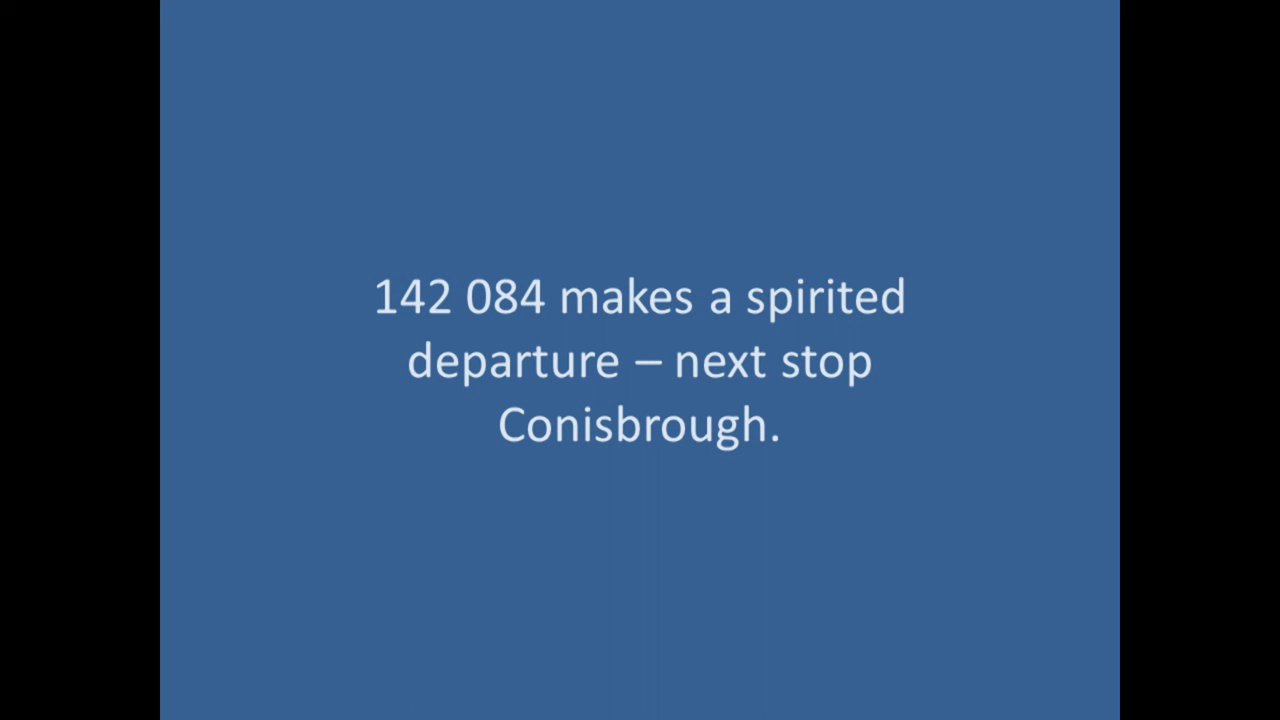 142 084 makes a spirited
departure – next stop
Conisbrough.